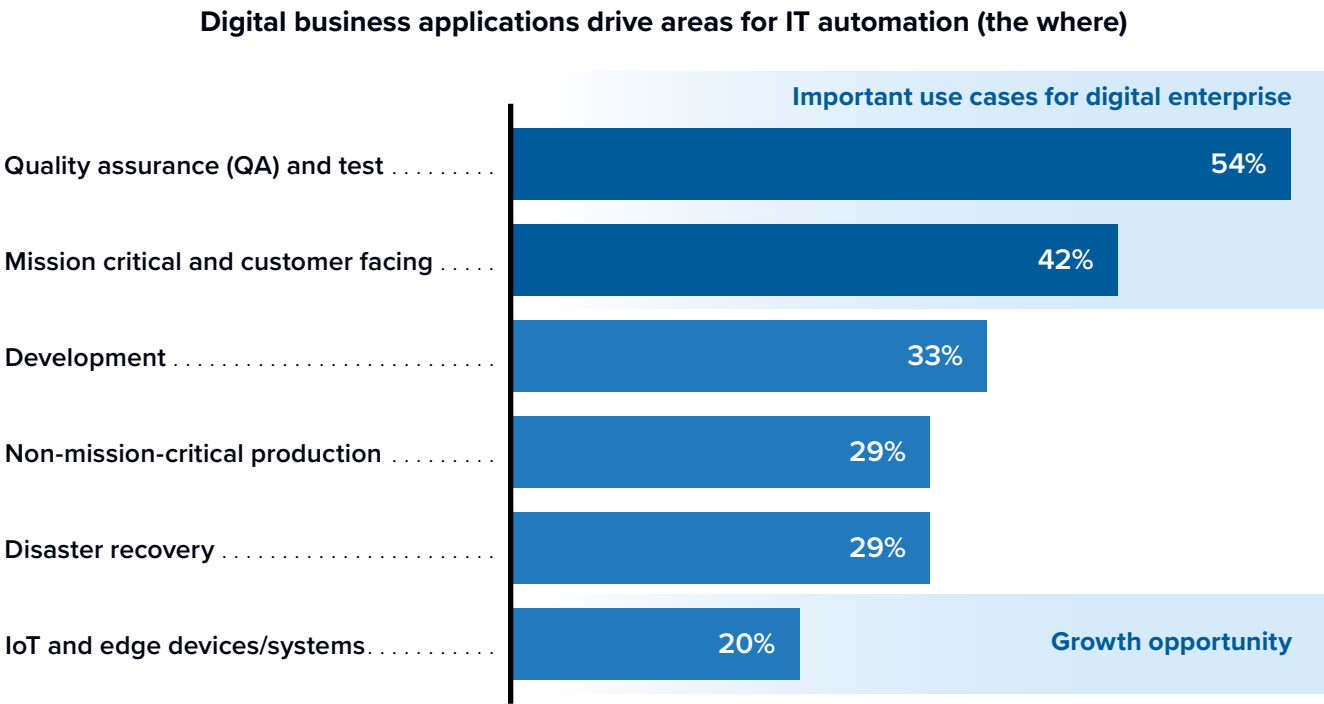 Digital business applications drive areas for IT automation (the where)
Important use cases for digital enterprise
Quality assurance (QA) and test . . . . . . . . . 54%
Mission critical and customer facing . . . . . 42%
Development . . . . . . . . . . . . . . . . . . . . . . . . . . . 33%
Non-mission-critical production . . . . . . . . . 29%
Disaster recovery . . . . . . . . . . . . . . . . . . . . . . . 29%
IoT and edge devices/systems. . . . . . . . . . . 20% Growth opportunity